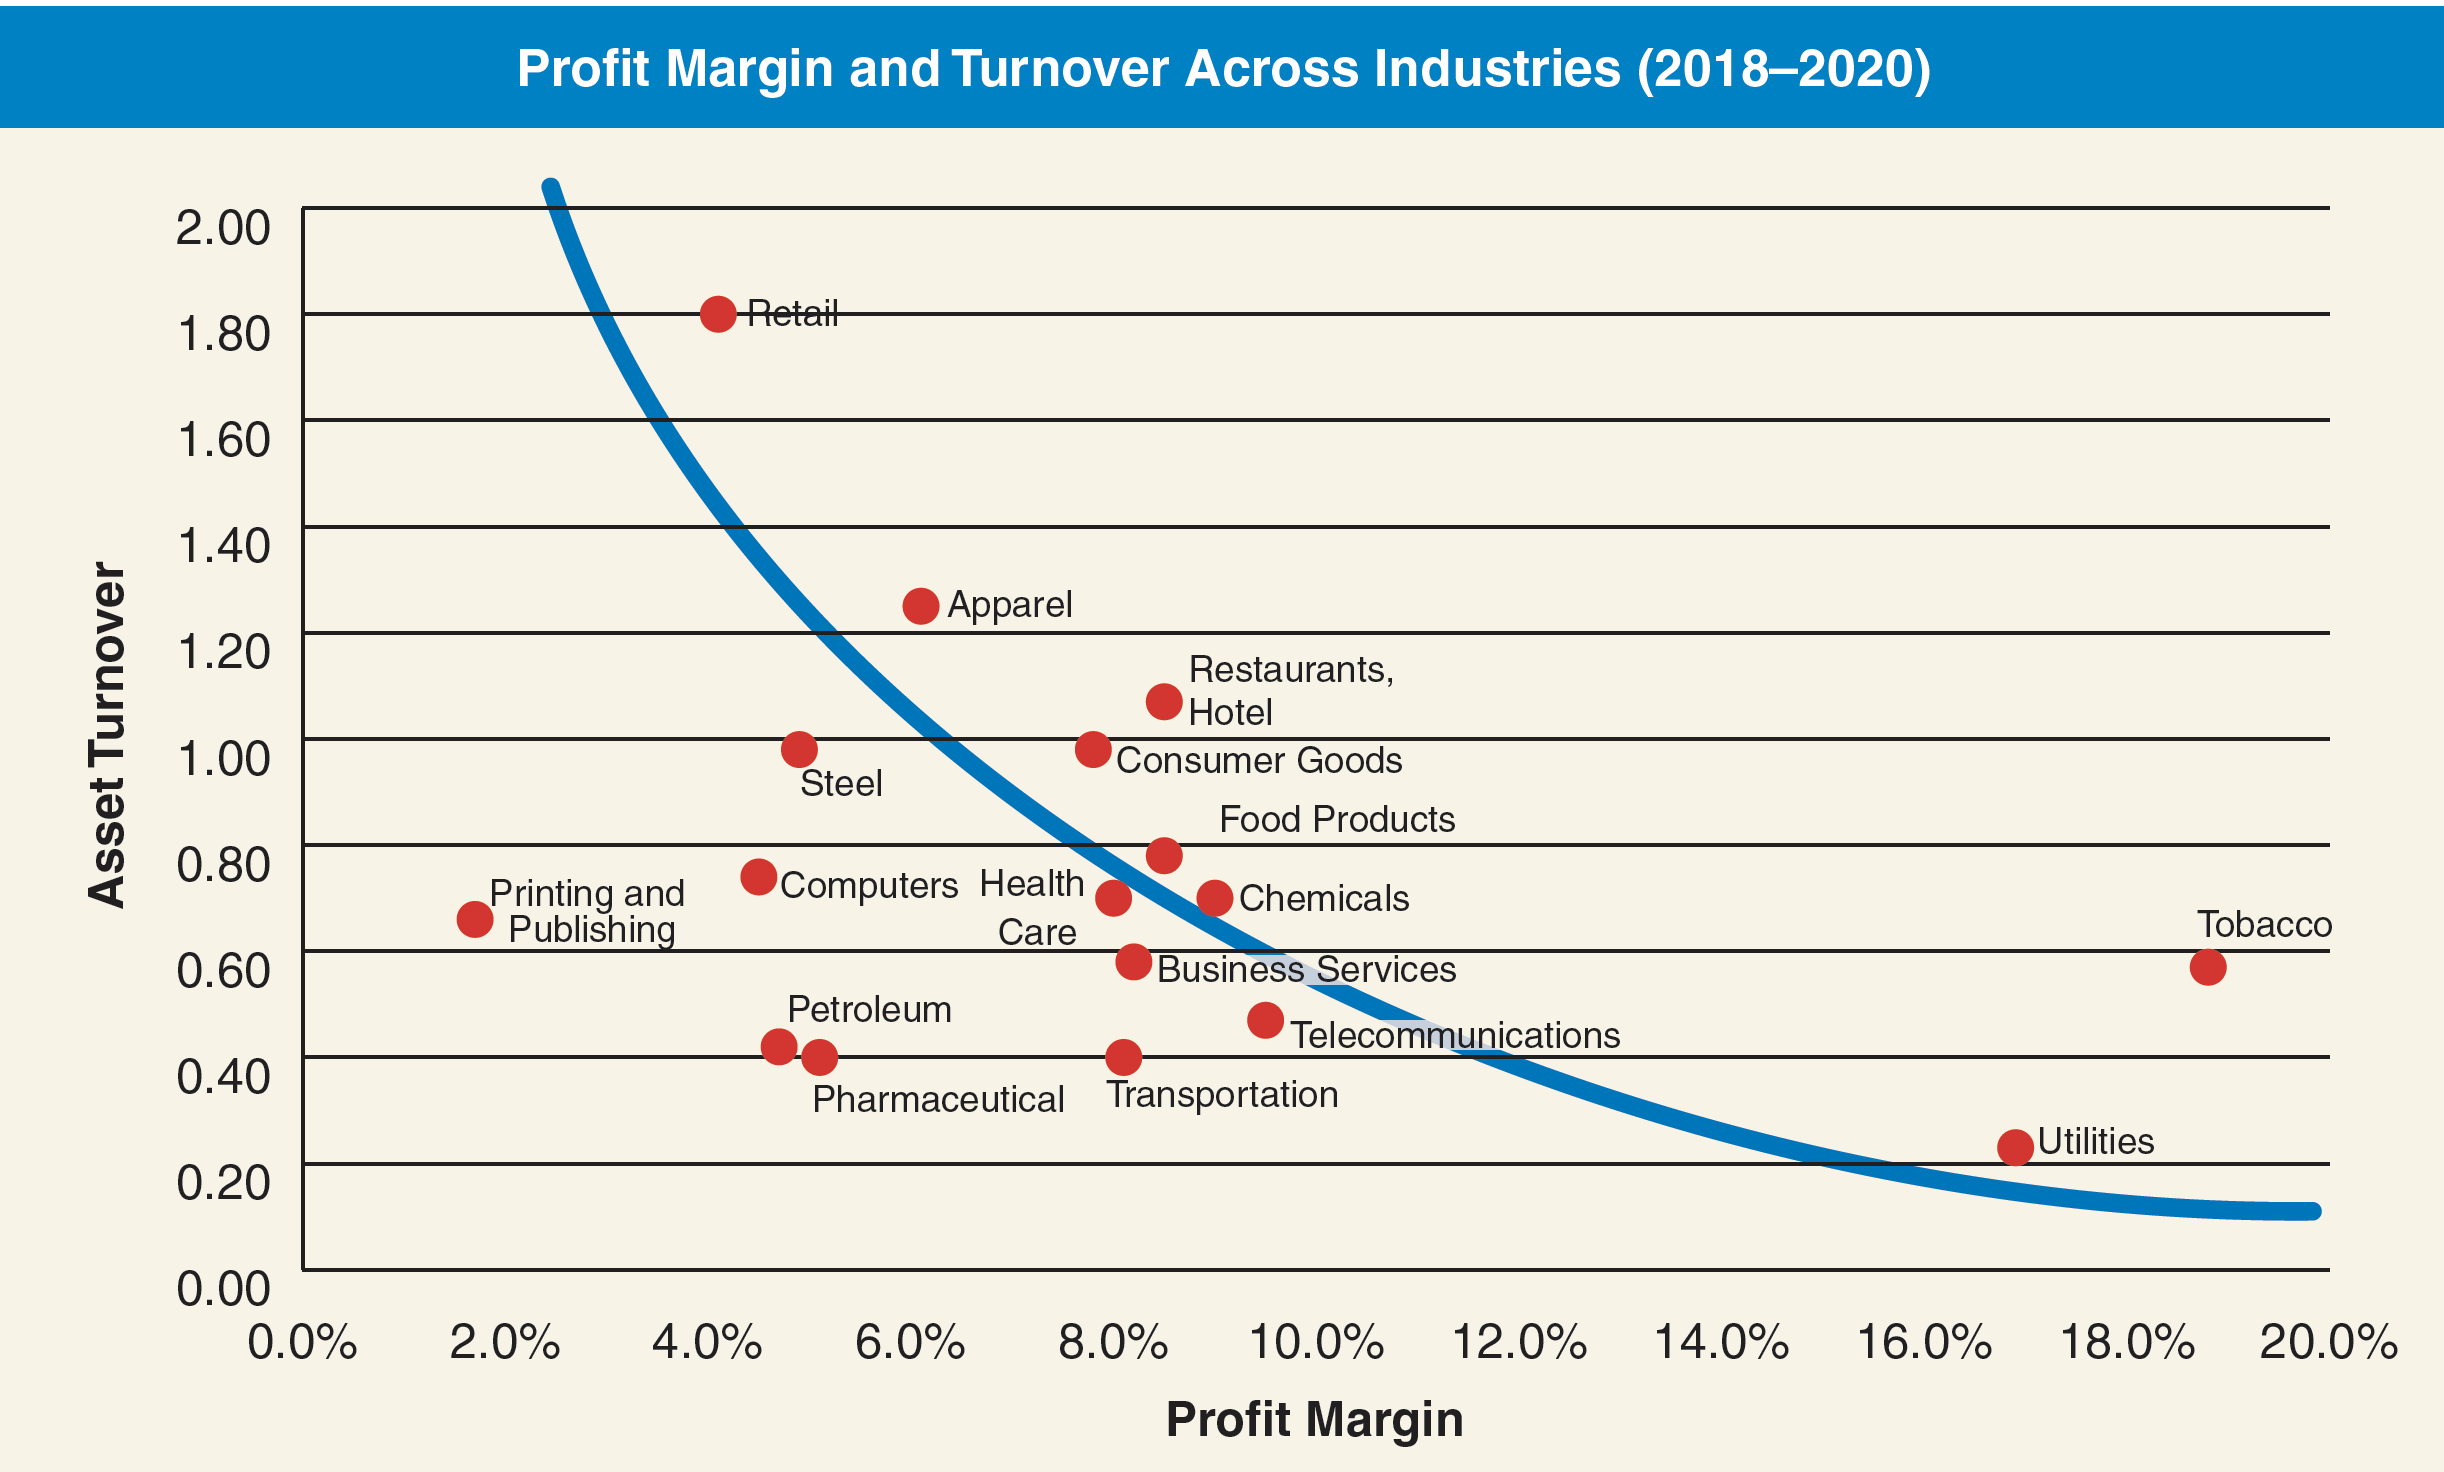 Profit Margin and Turnover Across Industries (2018–2020)
2.00
Retail
1.80
1.60
1.40
Apparel
1.20
Restaurants,
Hotel
1.00
Consumer Goods
Steel
Food Products
0.80
Computers
Health
Care
Chemicals
Printing and
Publishing
Tobacco
0.60
Business Services
Petroleum
Telecommunications
0.40
Pharmaceutical
Transportation
Utilities
0.20
0.00
Asset Turnover
0.0% 2.0% 4.0% 6.0% 8.0% 10.0% 12.0% 14.0% 16.0% 18.0% 20.0%
Profit Margin